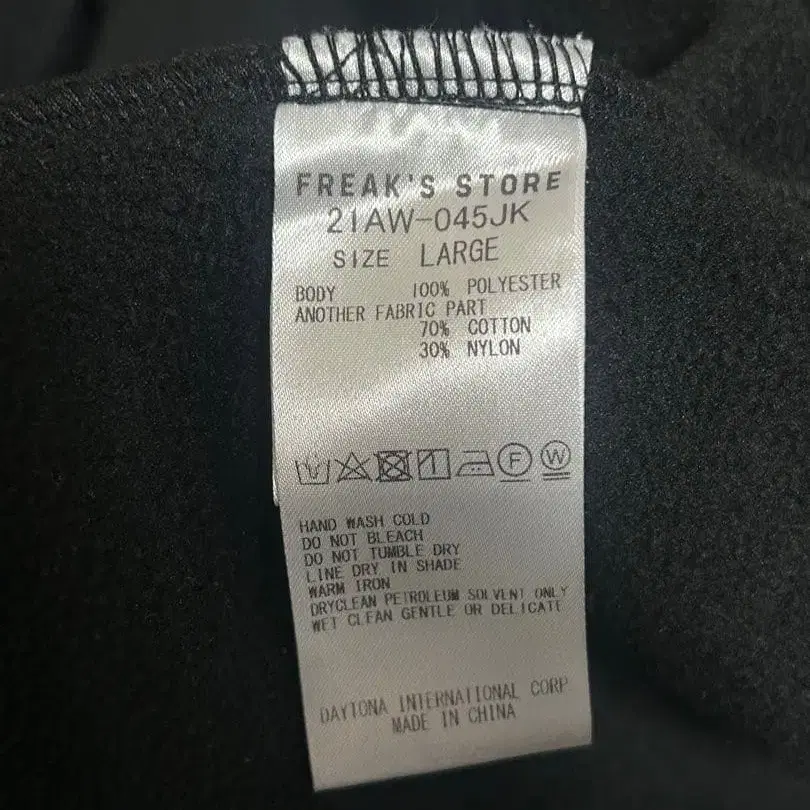 FREAK'S STORE
21AW-045JK
SIZE LARGE
BODY 100% POLYESTER
ANOTHER FABRIC PART
70% COTTON
30% NYLON
F W
HAND WASH COLD
DO NOT BLEACH
DO NOT TUMBLE DRY
LINE DRY IN SHADE
WARM IRON
DRYCLEAN PETROLEUM SOLVENT ONLY
WET CLEAN GENTLE OR DELICATE
DAYTONA INTERNATIONAL CORP
MADE IN CHINA